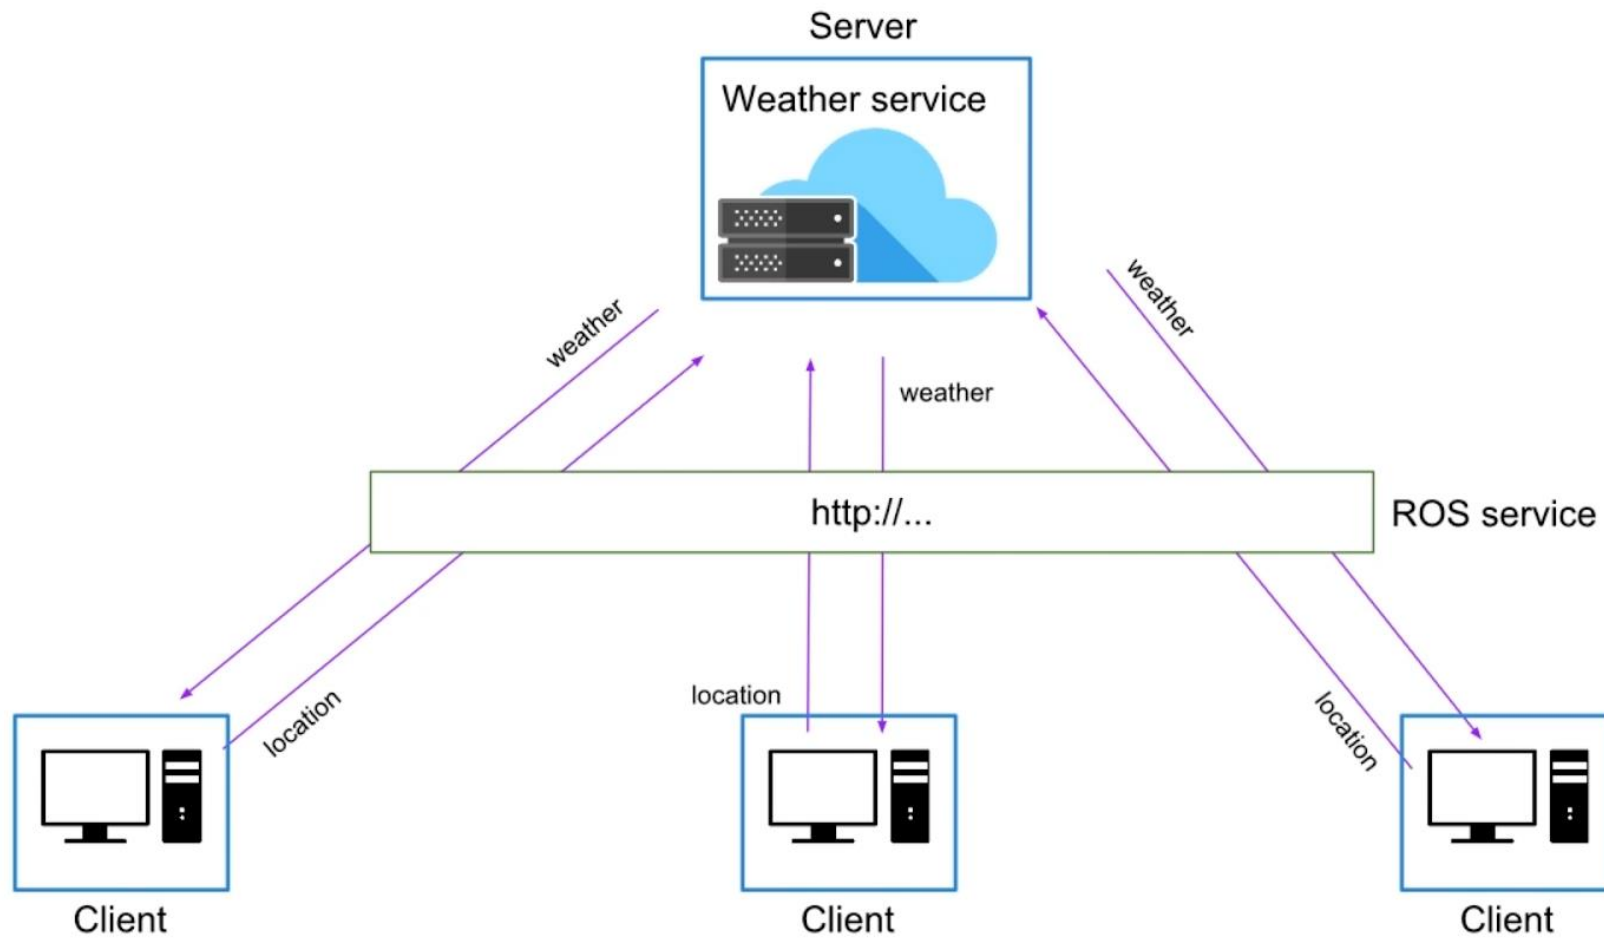 Server
Weather service
weather
weather
weather
http://...
ROS service
location
location
location
Client
Client
Client